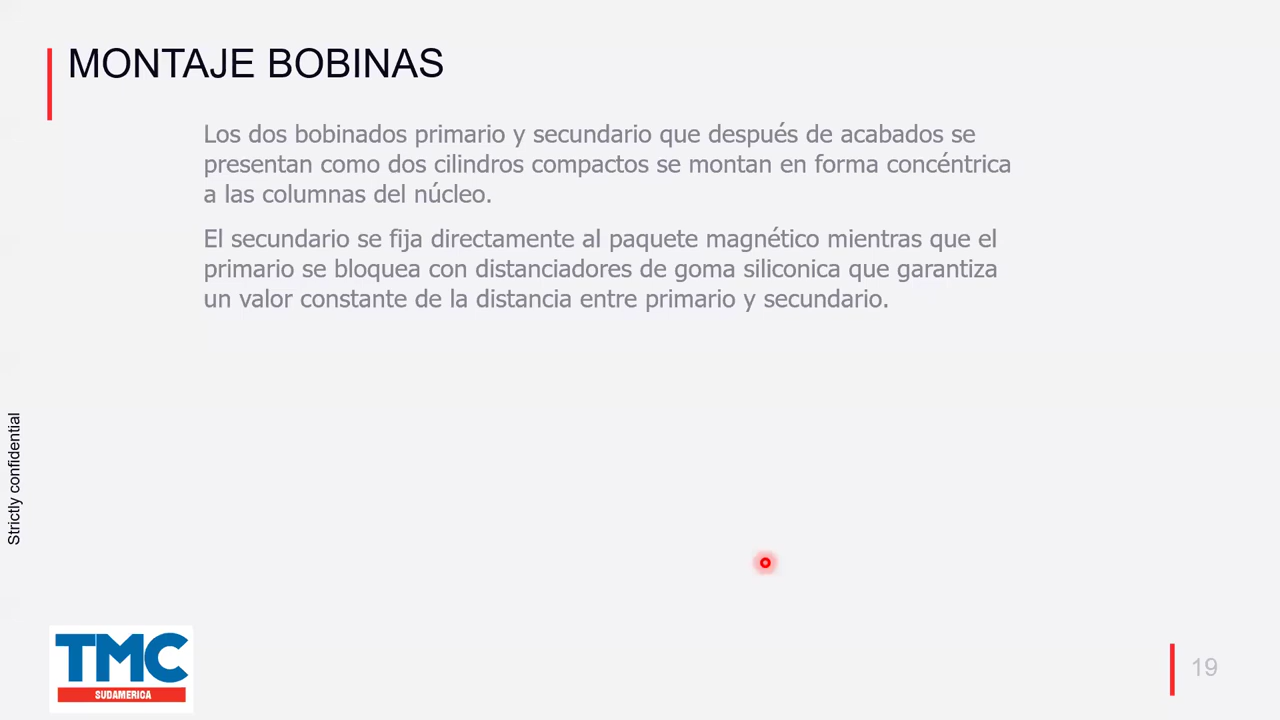 MONTAJE BOBINAS
Los dos bobinados primario y secundario que después de acabados se
presentan como dos cilindros compactos se montan en forma concéntrica
a las columnas del núcleo.
El secundario se fija directamente al paquete magnético mientras que el
primario se bloquea con distanciadores de goma siliconica que garantiza
un valor constante de la distancia entre primario y secundario.
Strictly confidential
TMC
SUDAMERICA
19